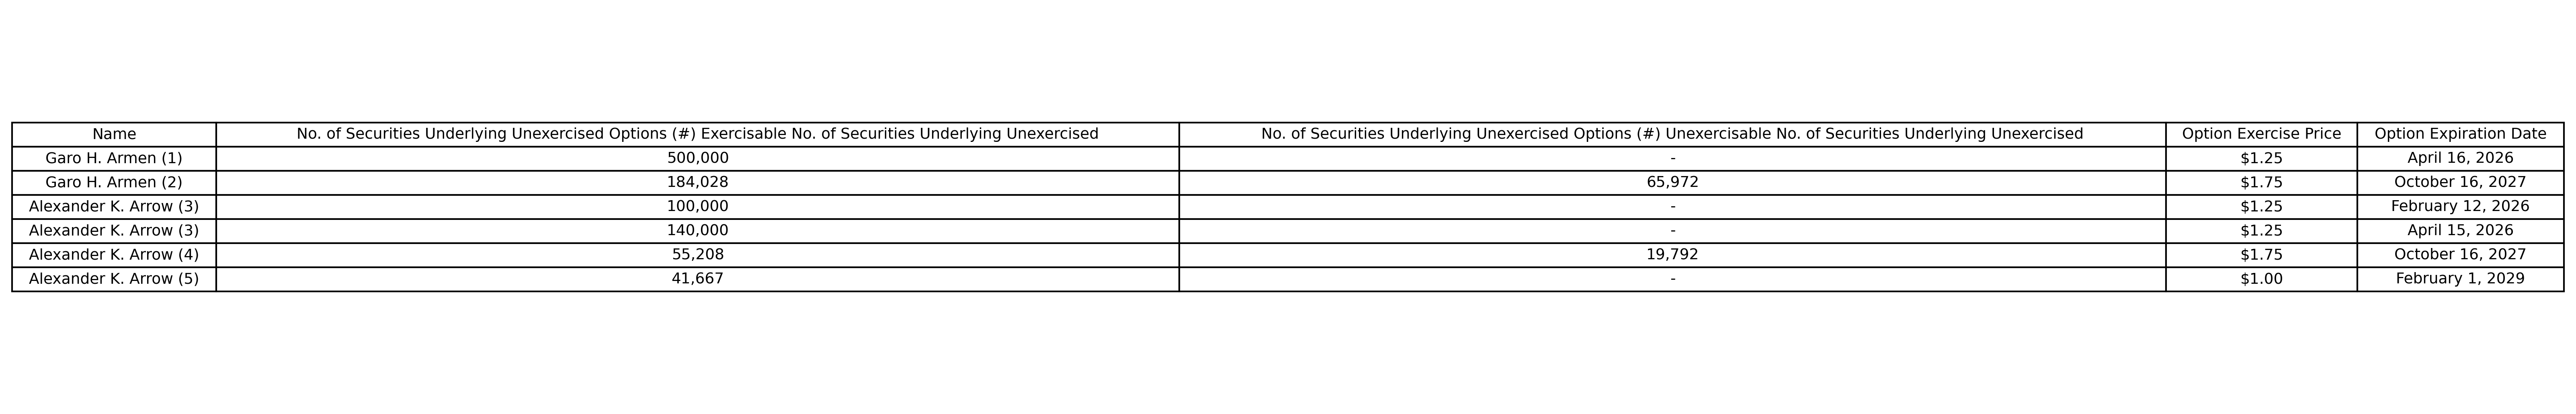 Name No. of Securities Underlying Unexercised Options (#) Exercisable No. of Securities Underlying Unexercised No. of Securities Underlying Unexercised Options (#) Unexercisable No. of Securities Underlying Unexercised Option Exercise Price Option Expiration Date
Garo H. Armen (1) 500,000 - $1.25 April 16, 2026
Garo H. Armen (2) 184,028 65,972 $1.75 October 16, 2027
Alexander K. Arrow (3) 100,000 - $1.25 February 12, 2026
Alexander K. Arrow (3) 140,000 - $1.25 April 15, 2026
Alexander K. Arrow (4) 55,208 19,792 $1.75 October 16, 2027
Alexander K. Arrow (5) 41,667 - $1.00 February 1, 2029